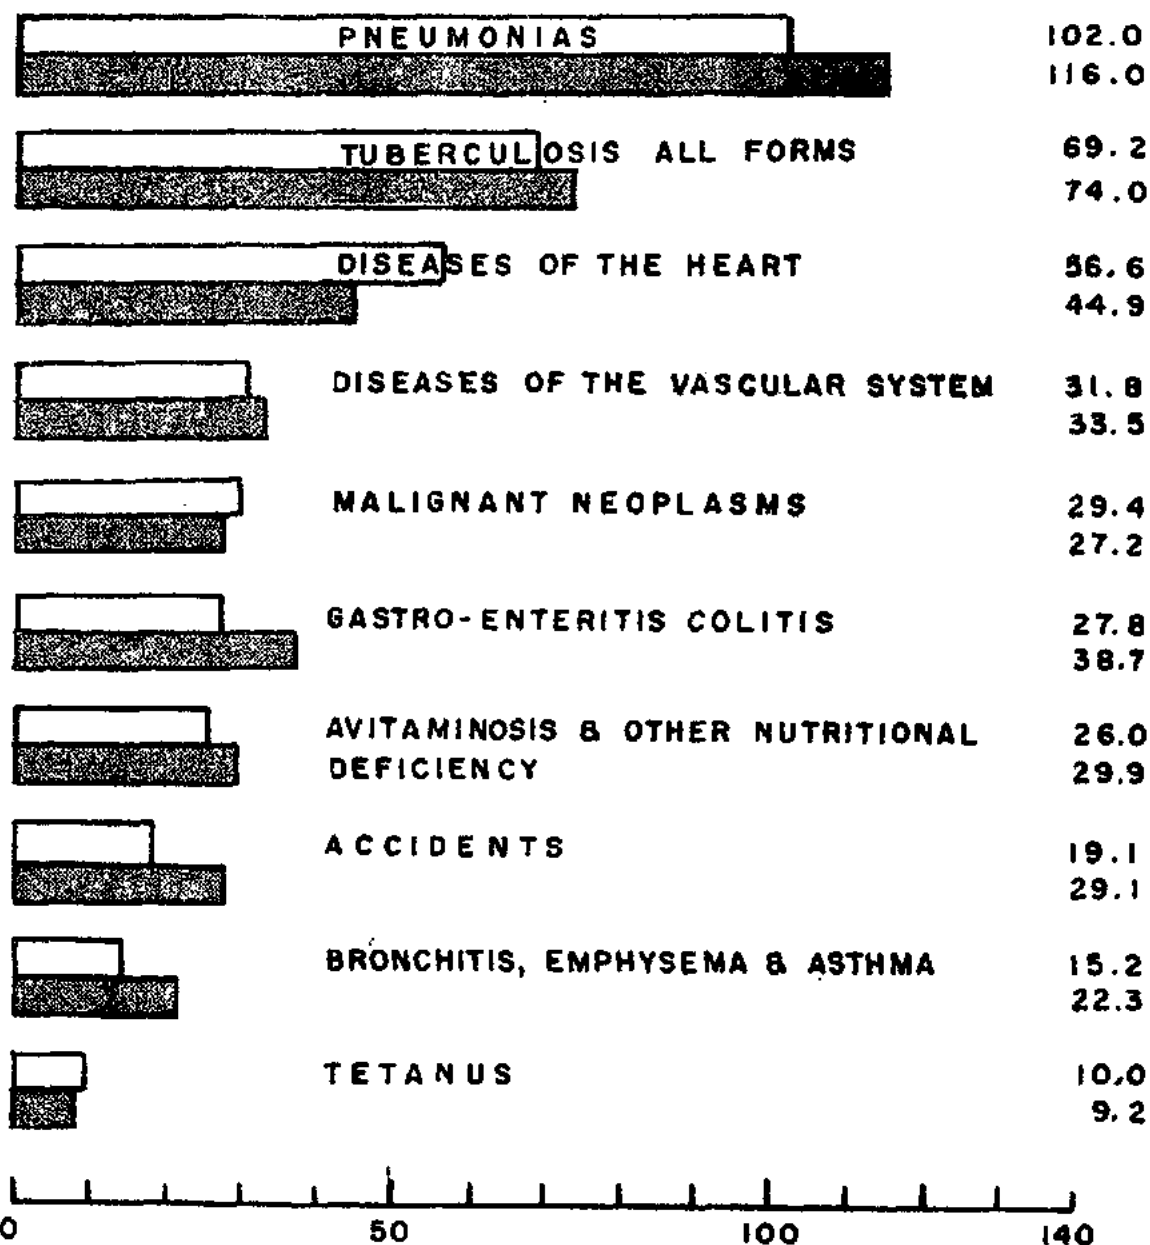 PNEUMONIAS 102.0
116.0
TUBERCULOSIS ALL FORMS 69.2
74.0
DISEASES OF THE HEART 56.6
44.9
DISEASES OF THE VASCULAR SYSTEM 31.8
33.5
MALIGNANT NEOPLASMS 29.4
27.2
GASTRO-ENTERITIS COLITIS 27.8
38.7
AVITAMINOSIS & OTHER NUTRITIONAL 26.0
DEFICIENCY 29.9
ACCIDENTS 19.1
29.1
BRONCHITIS, EMPHYSEMA & ASTHMA 15.2
22.3
TETANUS 10.0
9.2
0 50 100 140